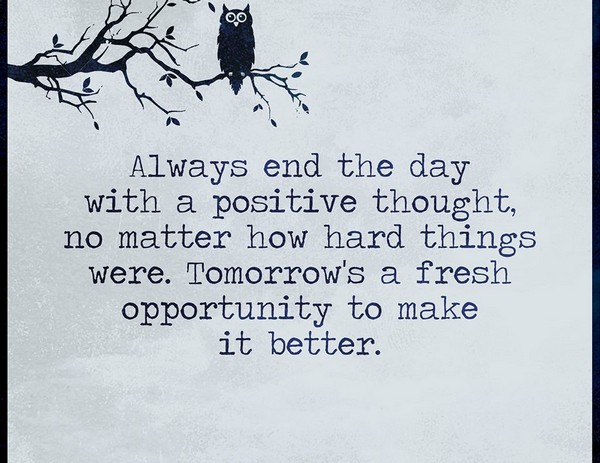 Always end the day
with a positive thought,
no matter how hard things
were. Tomorrow's a fresh
opportunity to make
it better.